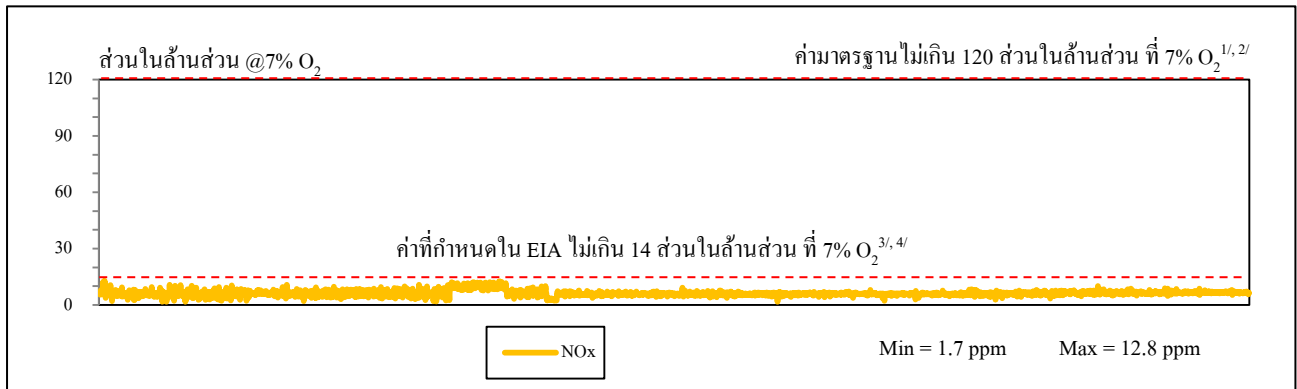 ส่วนในล้านส่วน @7% O₂
ค่ามาตรฐานไม่เกิน 120 ส่วนในล้านส่วน ที่ 7% O₂ ¹/, ²/
120
90
60
30
0
ค่าที่กำหนดใน EIA ไม่เกิน 14 ส่วนในล้านส่วน ที่ 7% O₂ ³/, ⁴/
NOx
Min = 1.7 ppm
Max = 12.8 ppm